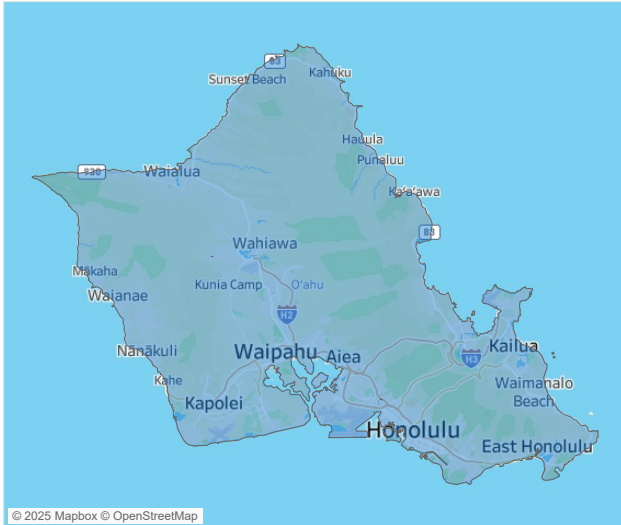 83
Sunset Beach
Kahuku
Hauula
Punaluu
930
Waialua
Ka‘a‘awa
83
Wahiawa
Mākaha
Waianae
Kunia Camp
O‘ahu
H2
Nānākuli
Waipahu
Aiea
Kailua
H3
Kahe
Waimanalo
Beach
Kapolei
Honolulu
East Honolulu
© 2025 Mapbox © OpenStreetMap